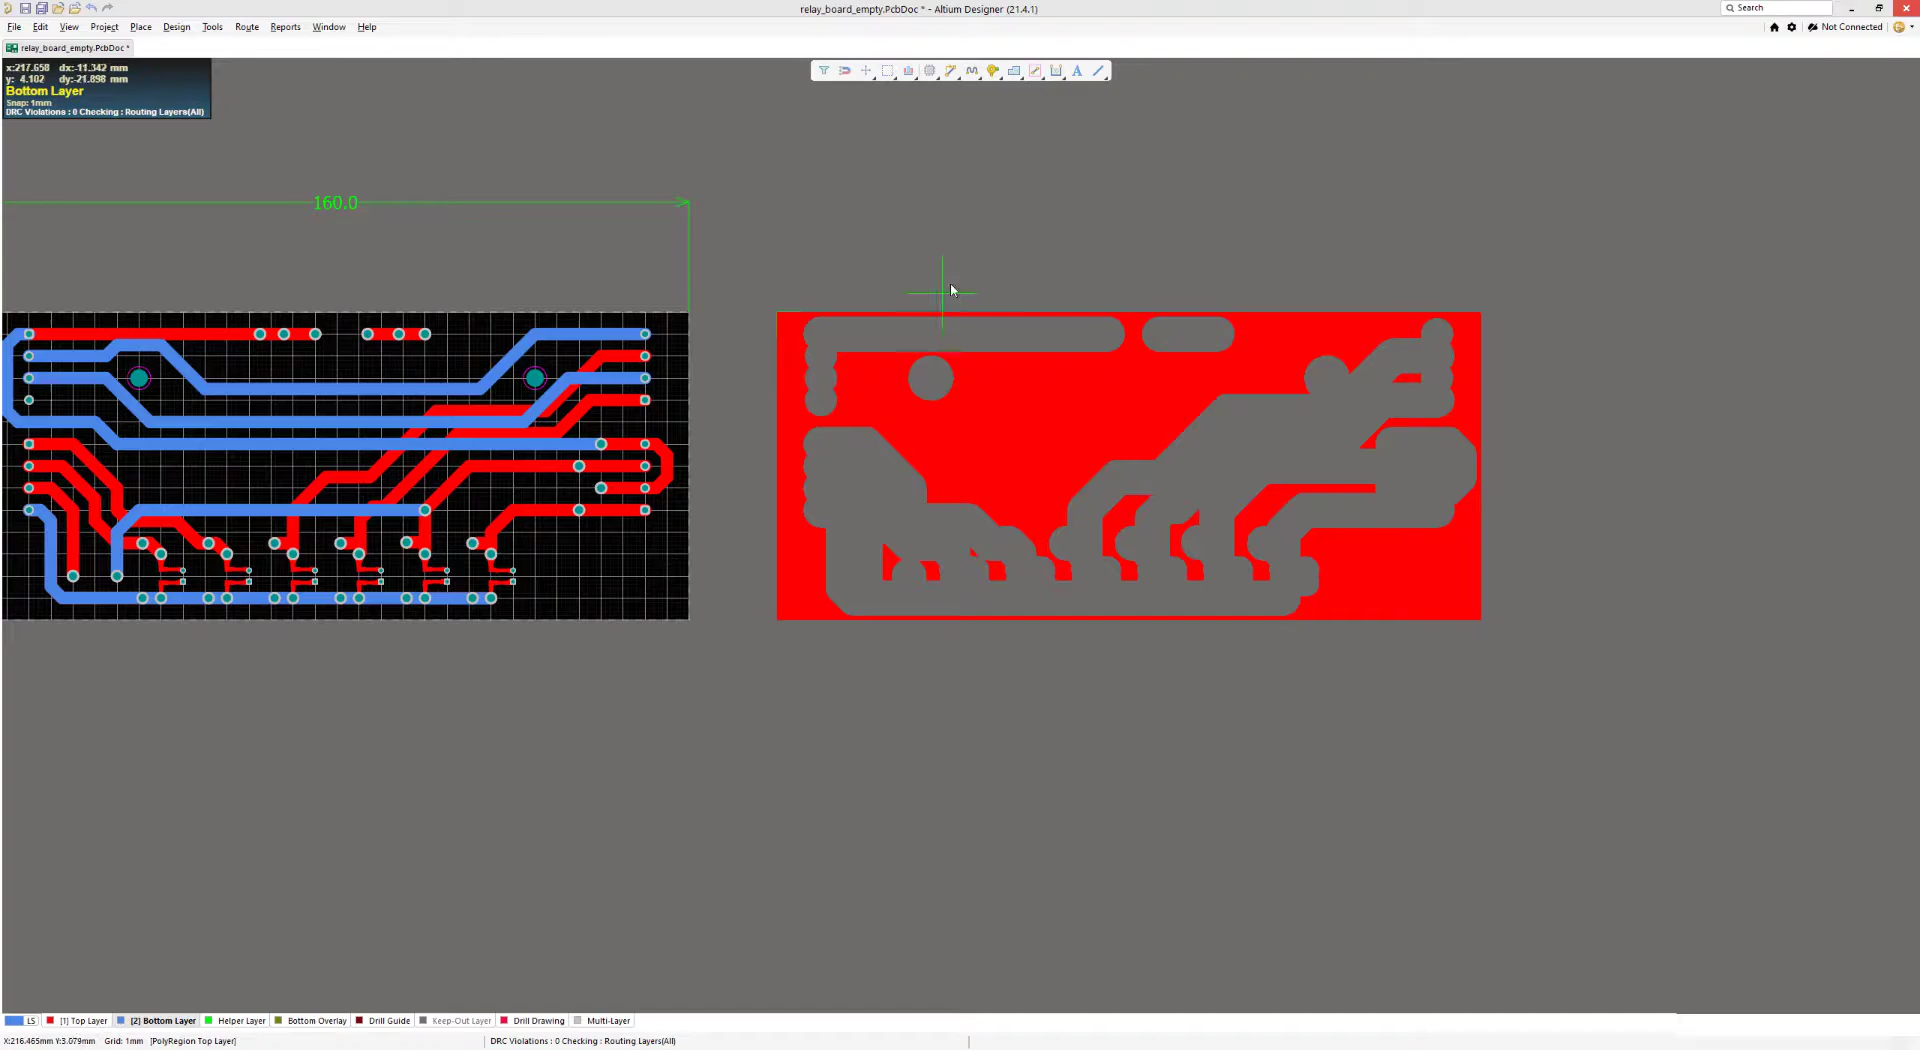 relay_board_empty.PcbDoc * - Altium Designer (21.4.1)
Search
File Edit View Project Place Design Tools Route Reports Window Help
Not Connected
relay_board_empty.PcbDoc *
x:217.658 dx:-11.342 mm
y: 4.102 dy:-21.898 mm
Bottom Layer
Snap: 1mm
DRC Violations : 0 Checking : Routing Layers(All)
A
160.0
LS [1] Top Layer [2] Bottom Layer Helper Layer Bottom Overlay Drill Guide Keep-Out Layer Drill Drawing Multi-Layer
X:216.465mm Y:3.079mm Grid: 1mm [PolyRegion Top Layer] DRC Violations : 0 Checking : Routing Layers(All)